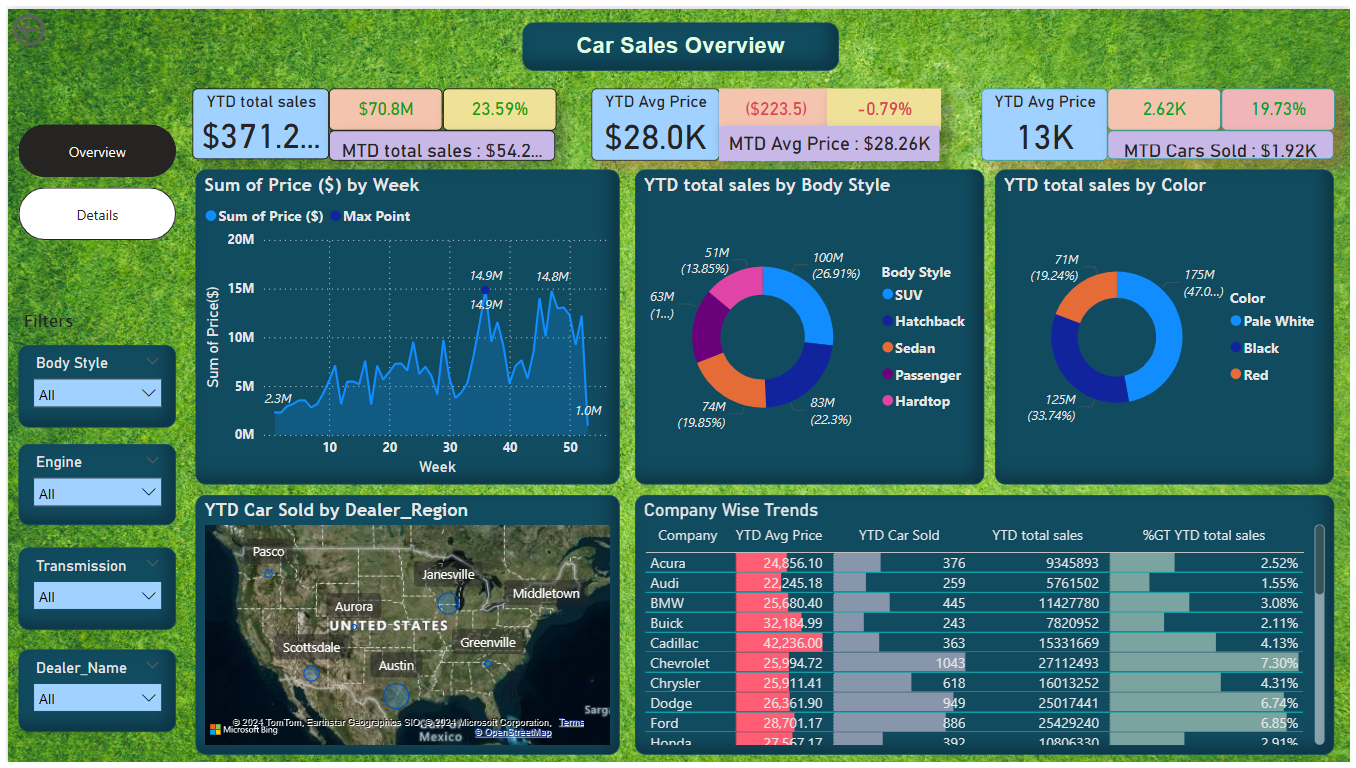 Car Sales Overview
YTD total sales
$371.2...
$70.8M
23.59%
MTD total sales : $54.2...
YTD Avg Price
$28.0K
($223.5)
-0.79%
MTD Avg Price : $28.26K
YTD Avg Price
13K
2.62K
19.73%
MTD Cars Sold : $1.92K
Overview
Details
Filters
Body Style
All
Engine
All
Transmission
All
Dealer_Name
All
Sum of Price ($) by Week
Sum of Price ($) Max Point
Sum of Price($)
20M
15M
10M
5M
0M
2.3M
14.9M
14.9M
14.8M
1.0M
10 20 30 40 50
Week
YTD total sales by Body Style
100M
(26.91%)
83M
(22.3%)
74M
(19.85%)
63M
(1...)
51M
(13.85%)
Body Style
SUV
Hatchback
Sedan
Passenger
Hardtop
YTD total sales by Color
175M
(47.0...)
125M
(33.74%)
71M
(19.24%)
Color
Pale White
Black
Red
YTD Car Sold by Dealer_Region
Pasco
Janesville
Middletown
Aurora
UNITED STATES
Scottsdale
Greenville
Austin
Sarga
Gulf of
Mexico
© 2024 TomTom, Earthstar Geographics SIO, © 2024 Microsoft Corporation, Terms
© OpenStreetMap
Microsoft Bing
Company Wise Trends
Company YTD Avg Price YTD Car Sold YTD total sales %GT YTD total sales
Acura 24,856.10 376 9345893 2.52%
Audi 22,245.18 259 5761502 1.55%
BMW 25,680.40 445 11427780 3.08%
Buick 32,184.99 243 7820952 2.11%
Cadillac 42,236.00 363 15331669 4.13%
Chevrolet 25,994.72 1043 27112493 7.30%
Chrysler 25,911.41 618 16013252 4.31%
Dodge 26,361.90 949 25017441 6.74%
Ford 28,701.17 886 25429240 6.85%
Honda 27,567.17 392 10806330 2.91%